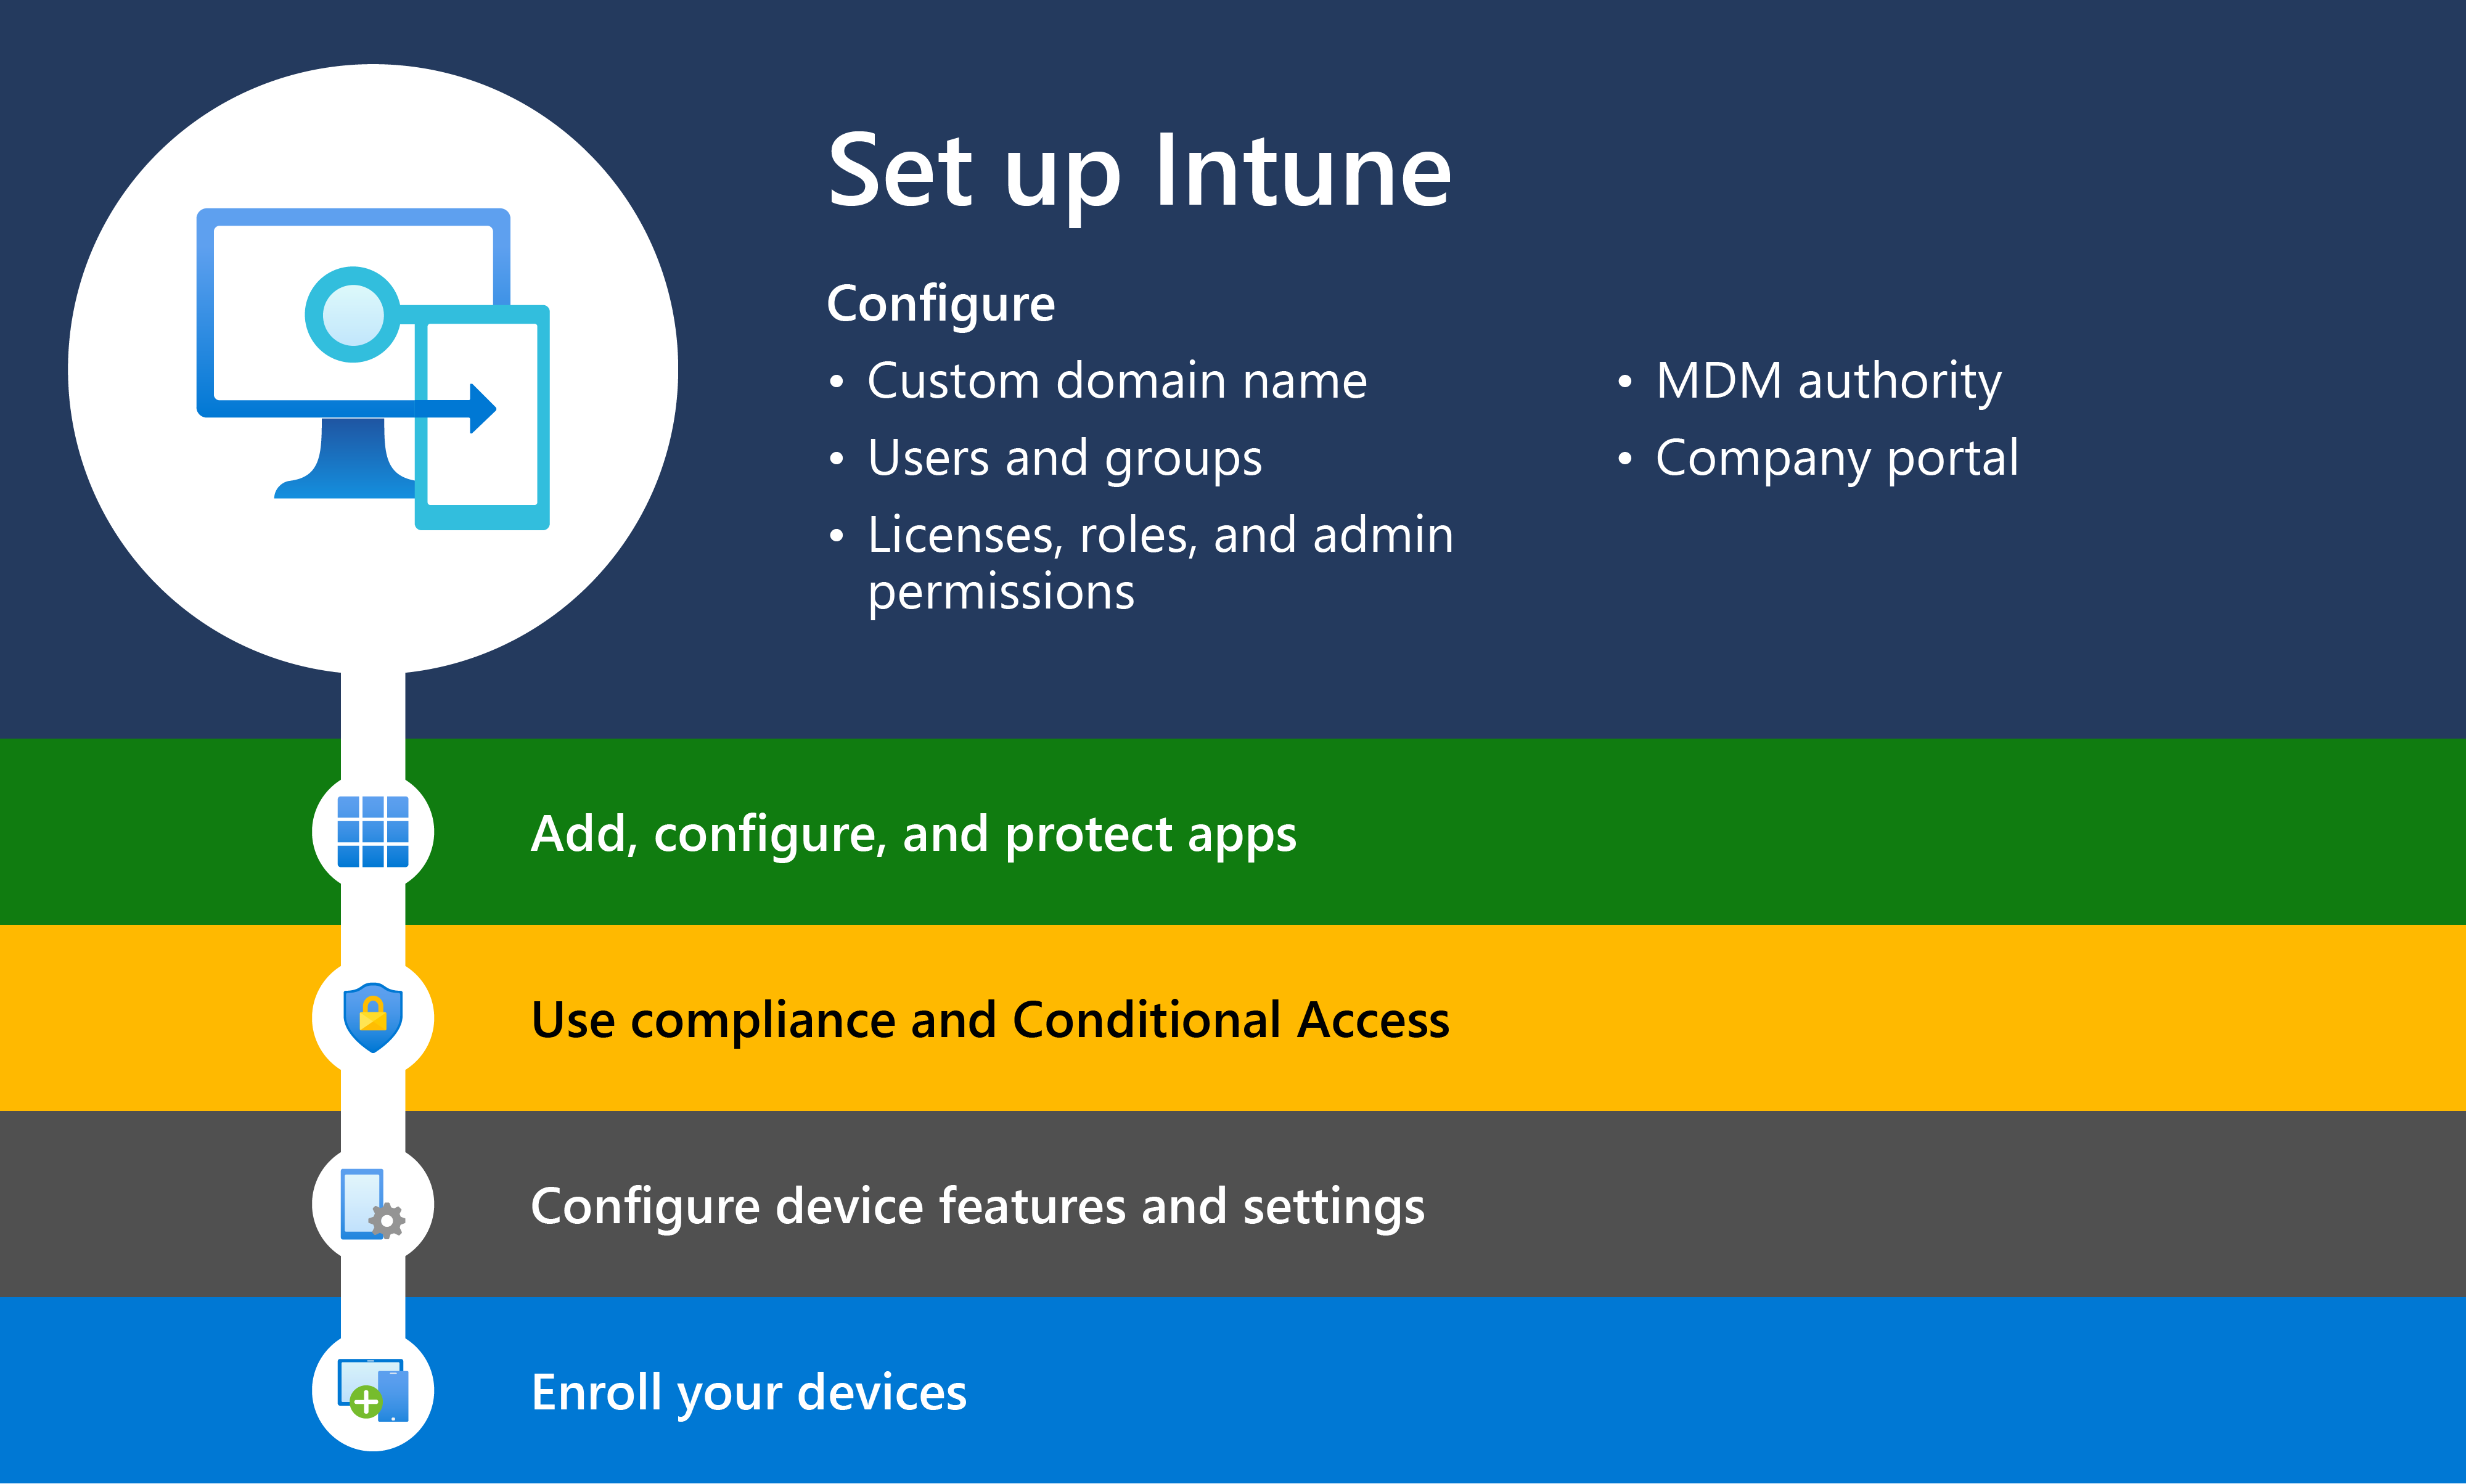 Set up Intune
Configure
• Custom domain name
• Users and groups
• Licenses, roles, and admin
permissions
• MDM authority
• Company portal
Add, configure, and protect apps
Use compliance and Conditional Access
Configure device features and settings
Enroll your devices